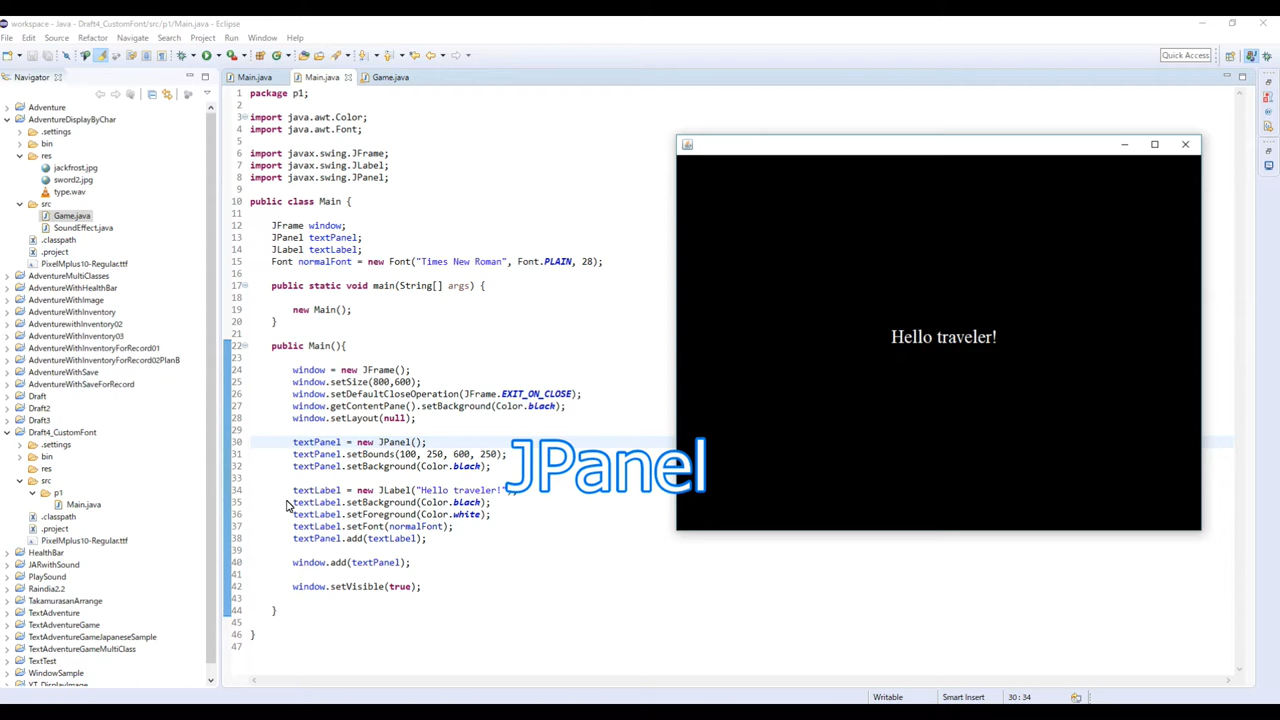 workspace - Java - Draft4_CustomFont/src/p1/Main.java - Eclipse
File Edit Source Refactor Navigate Search Project Run Window Help
Quick Access
Navigator
Adventure
AdventureDisplayByChar
.settings
bin
res
jackfrost.jpg
sword2.jpg
type.wav
src
Game.java
SoundEffect.java
.classpath
.project
PixelMplus10-Regular.ttf
AdventureMultiClasses
AdventureWithHealthBar
AdventureWithImage
AdventureWithInventory
AdventurewithInventory02
AdventureWithInventory03
AdventureWithInventoryForRecord01
AdventureWithInventoryForRecord02PlanB
AdventureWithSave
AdventureWithSaveForRecord
Draft
Draft2
Draft3
Draft4_CustomFont
.settings
bin
res
src
p1
Main.java
.classpath
.project
PixelMplus10-Regular.ttf
HealthBar
JARwithSound
PlaySound
Raindia2.2
TakamurasanArrange
TextAdventure
TextAdventureGame
TextAdventureGameJapaneseSample
TextAdventureGameMultiClass
TextTest
WindowSample
YT_DisplayImage
Main.java Main.java Game.java
1 package p1;
2
3 import java.awt.Color;
4 import java.awt.Font;
5
6 import javax.swing.JFrame;
7 import javax.swing.JLabel;
8 import javax.swing.JPanel;
9
10 public class Main {
11
12 JFrame window;
13 JPanel textPanel;
14 JLabel textLabel;
15 Font normalFont = new Font("Times New Roman", Font.PLAIN, 28);
16
17 public static void main(String[] args) {
18
19 new Main();
20 }
21
22 public Main(){
23
24 window = new JFrame();
25 window.setSize(800,600);
26 window.setDefaultCloseOperation(JFrame.EXIT_ON_CLOSE);
27 window.getContentPane().setBackground(Color.black);
28 window.setLayout(null);
29
30 textPanel = new JPanel();
31 textPanel.setBounds(100, 250, 600, 250);
32 textPanel.setBackground(Color.black);
33
34 textLabel = new JLabel("Hello traveler!");
35 textLabel.setBackground(Color.black);
36 textLabel.setForeground(Color.white);
37 textLabel.setFont(normalFont);
38 textPanel.add(textLabel);
39
40 window.add(textPanel);
41
42 window.setVisible(true);
43
44 }
45
46 }
47
JPanel
Hello traveler!
Writable Smart Insert 30 : 34